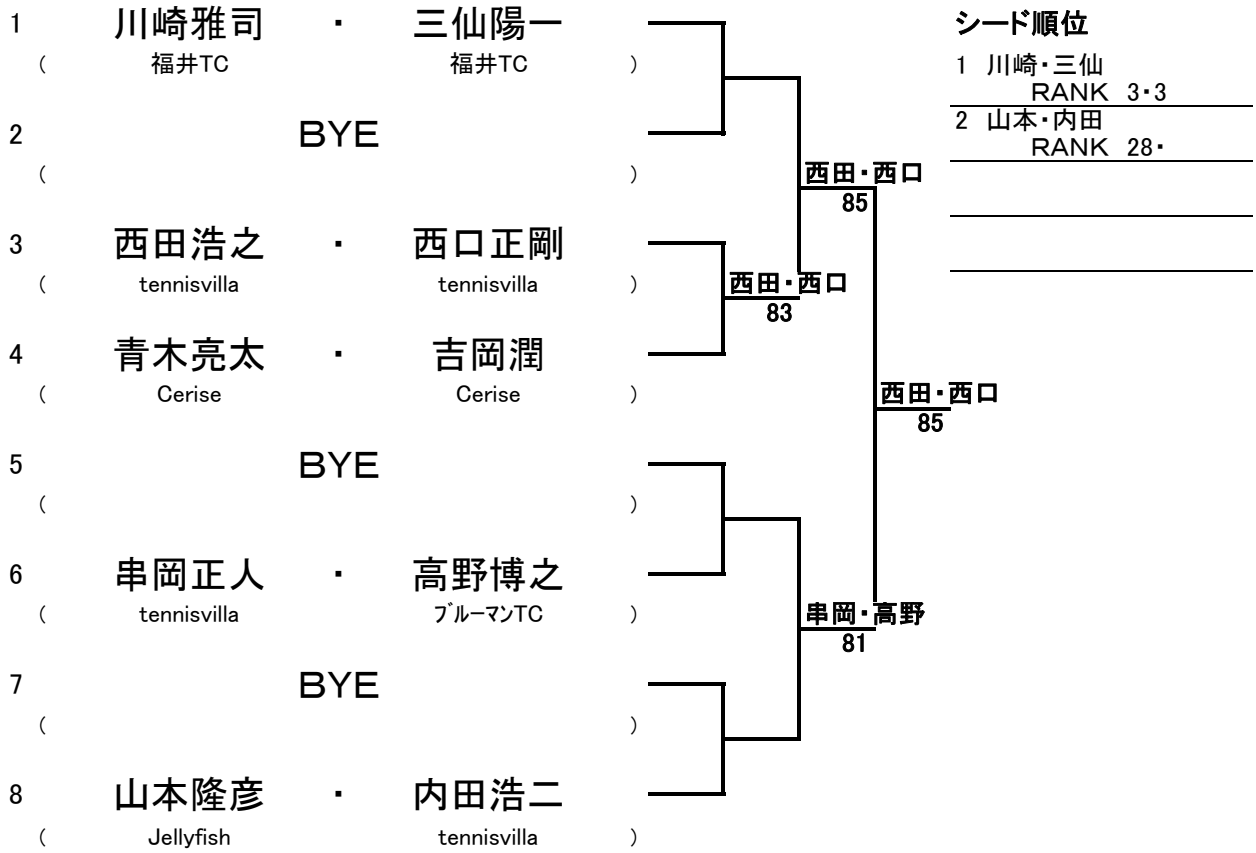 1 川崎雅司 ・ 三仙陽一
( 福井TC 福井TC )
2 BYE
( )
3 西田浩之 ・ 西口正剛
( tennisvilla tennisvilla )
4 青木亮太 ・ 吉岡潤
( Cerise Cerise )
5 BYE
( )
6 串岡正人 ・ 高野博之
( tennisvilla ﾌﾞﾙｰﾏﾝTC )
7 BYE
( )
8 山本隆彦 ・ 内田浩二
( Jellyfish tennisvilla )
西田・西口
83
西田・西口
85
串岡・高野
81
西田・西口
85
シード順位
1 川崎・三仙
RANK 3・3
2 山本・内田
RANK 28・